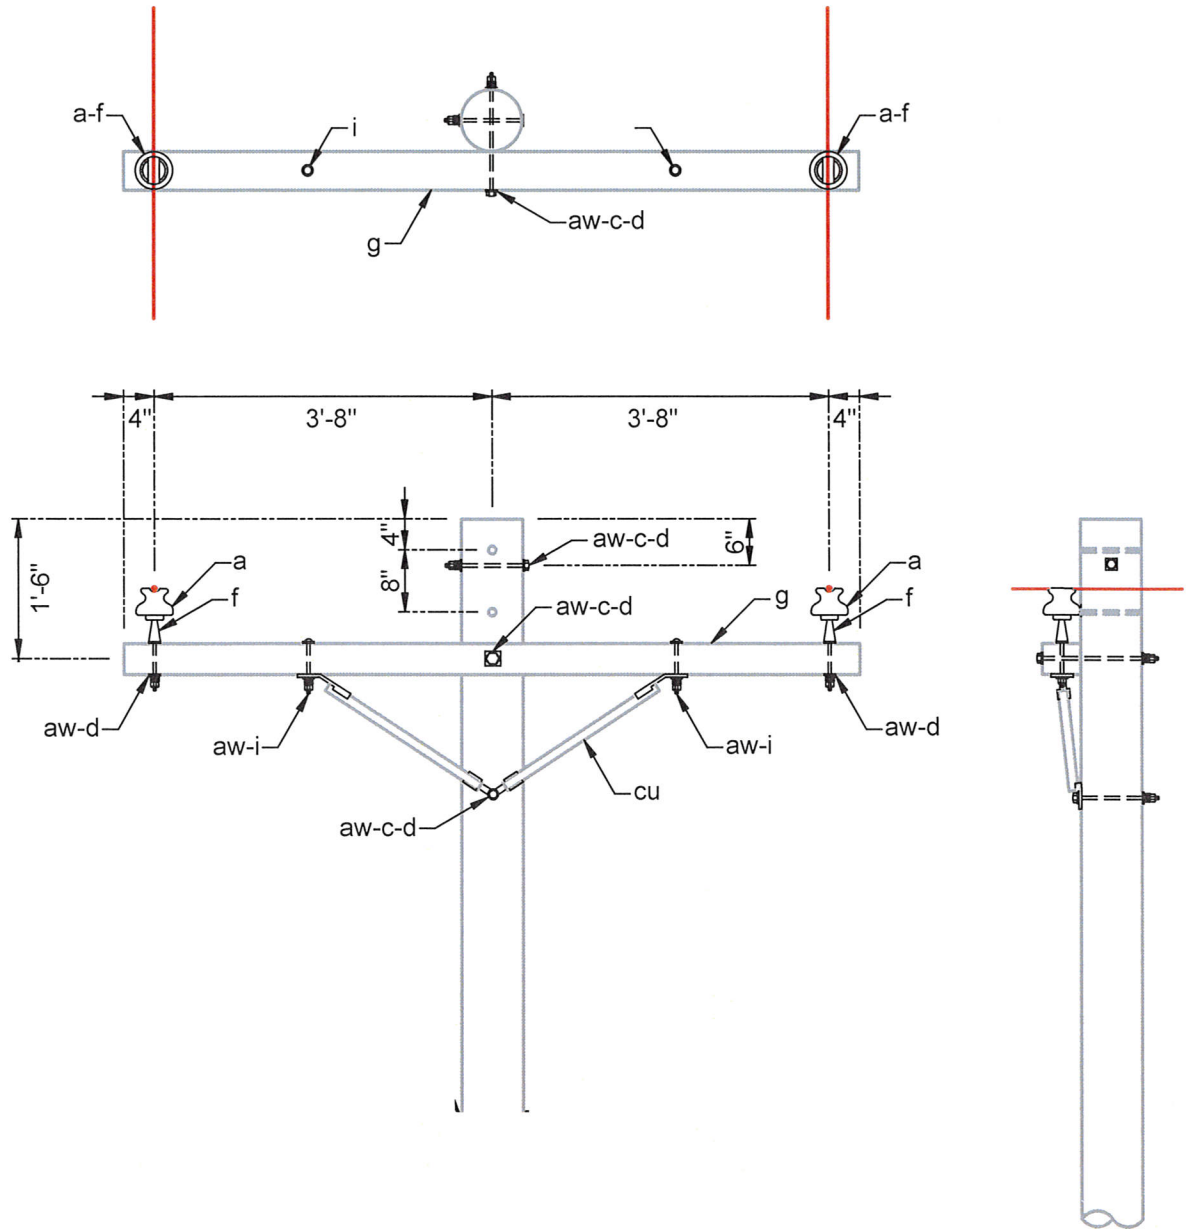 a-f
i
a-f
g
aw-c-d
4"
3'-8"
3'-8"
4"
1'-6"
4"
8"
aw-c-d
6"
a
f
aw-c-d
g
a
f
aw-d
aw-i
aw-i
aw-d
cu
aw-c-d